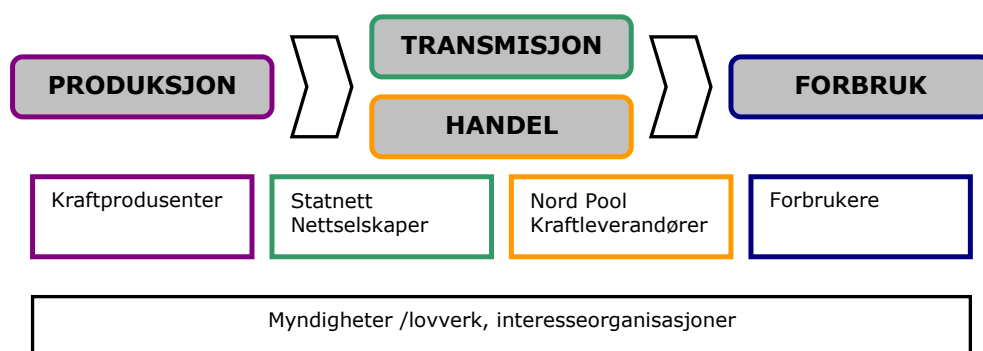 PRODUKSJON
TRANSMISJON
HANDEL
FORBRUK
Kraftprodusenter
Statnett
Nettselskaper
Nord Pool
Kraftleverandører
Forbrukere
Myndigheter /lovverk, interesseorganisasjoner